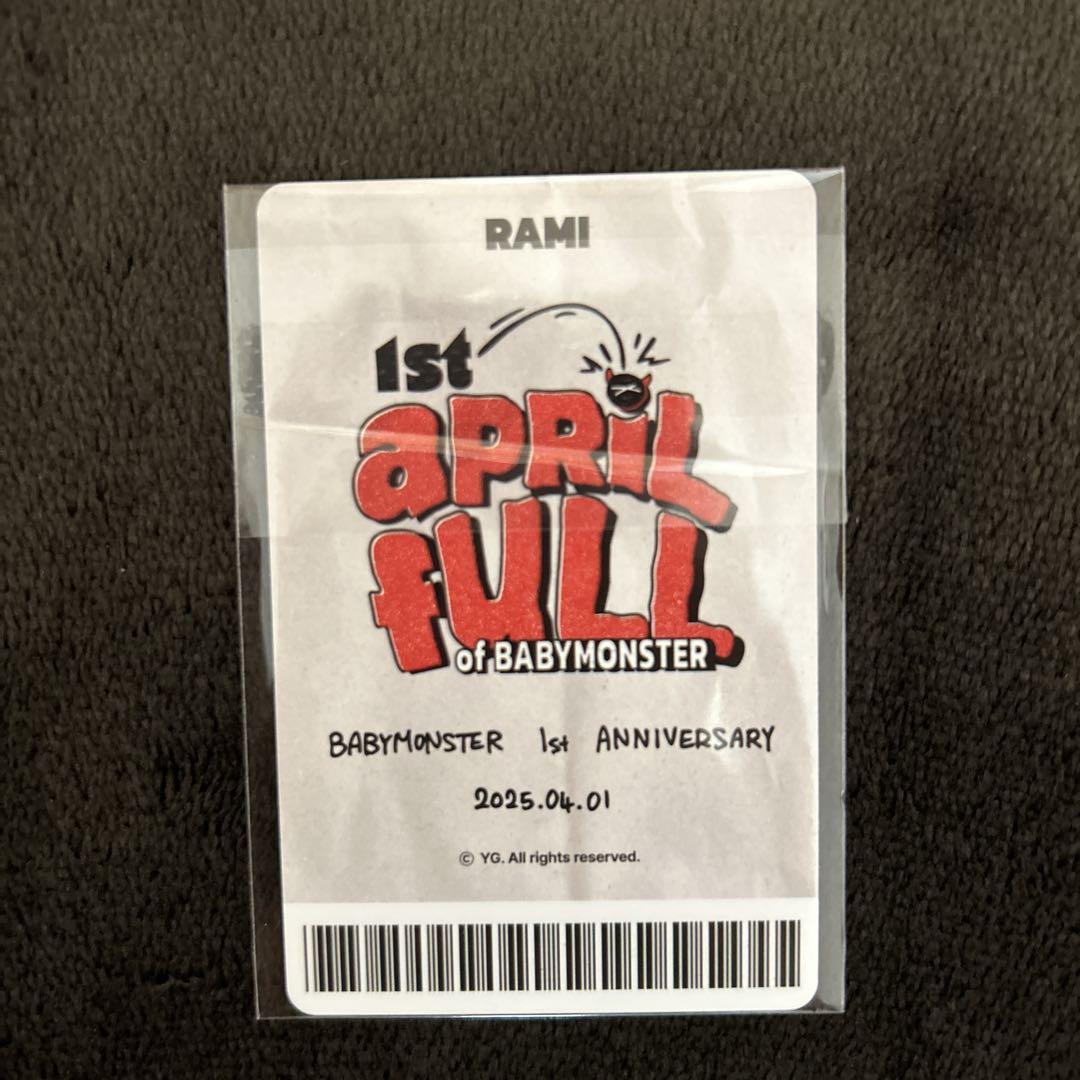 RAMI
1st
APRIL
FULL
of BABYMONSTER
BABYMONSTER 1st ANNIVERSARY
2025.04.01
© YG. All rights reserved.